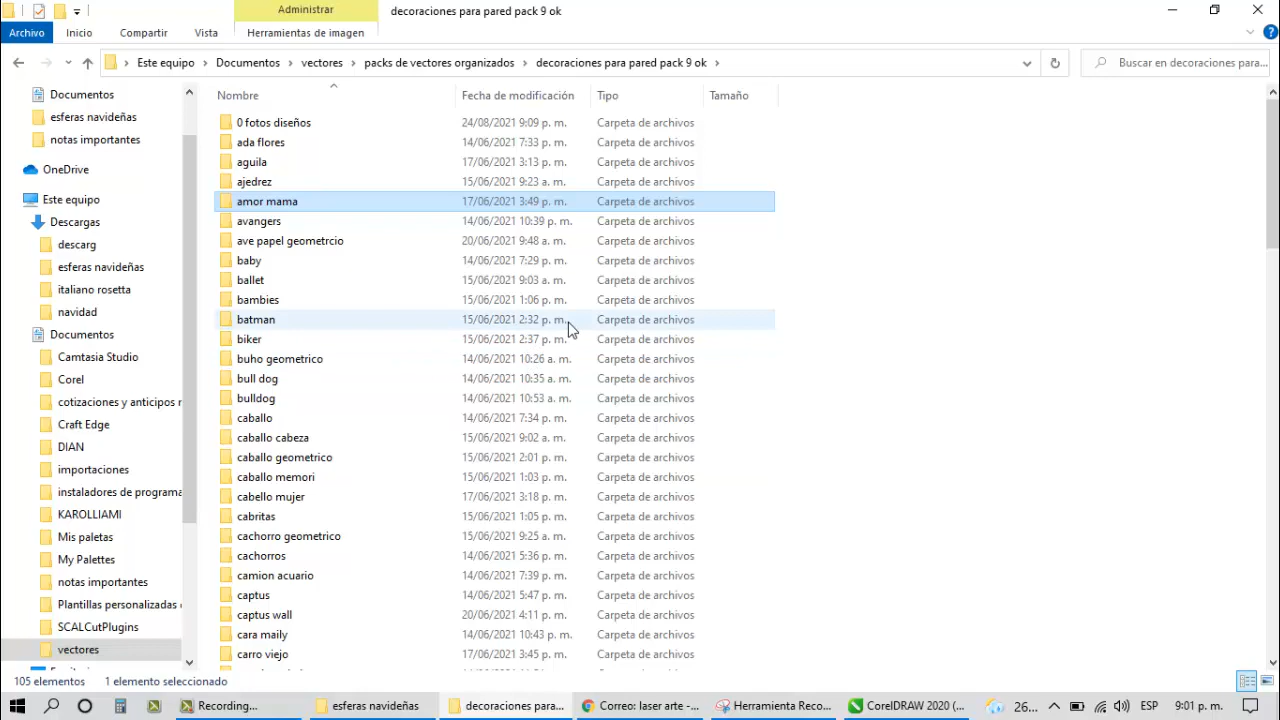 Administrar
decoraciones para pared pack 9 ok
Archivo Inicio Compartir Vista Herramientas de imagen
Este equipo > Documentos > vectores > packs de vectores organizados > decoraciones para pared pack 9 ok >
Buscar en decoraciones para...
Nombre Fecha de modificación Tipo Tamaño
Documentos
esferas navideñas
notas importantes
OneDrive
Este equipo
Descargas
descarg
esferas navideñas
italiano rosetta
navidad
Documentos
Camtasia Studio
Corel
cotizaciones y anticipos r
Craft Edge
DIAN
importaciones
instaladores de programa
KAROLLIAMI
Mis paletas
My Palettes
notas importantes
Plantillas personalizadas
SCALCutPlugins
vectores
0 fotos diseños 24/08/2021 9:09 p. m. Carpeta de archivos
ada flores 14/06/2021 7:33 p. m. Carpeta de archivos
aguila 17/06/2021 3:13 p. m. Carpeta de archivos
ajedrez 15/06/2021 9:23 a. m. Carpeta de archivos
amor mama 17/06/2021 3:49 p. m. Carpeta de archivos
avangers 14/06/2021 10:39 p. m. Carpeta de archivos
ave papel geometrcio 20/06/2021 9:48 a. m. Carpeta de archivos
baby 14/06/2021 7:29 p. m. Carpeta de archivos
ballet 15/06/2021 9:03 a. m. Carpeta de archivos
bambies 15/06/2021 1:06 p. m. Carpeta de archivos
batman 15/06/2021 2:32 p. m. Carpeta de archivos
biker 15/06/2021 2:37 p. m. Carpeta de archivos
buho geometrico 14/06/2021 10:26 a. m. Carpeta de archivos
bull dog 14/06/2021 10:35 a. m. Carpeta de archivos
bulldog 14/06/2021 10:53 a. m. Carpeta de archivos
caballo 14/06/2021 7:34 p. m. Carpeta de archivos
caballo cabeza 15/06/2021 9:02 a. m. Carpeta de archivos
caballo geometrico 15/06/2021 2:01 p. m. Carpeta de archivos
caballo memori 15/06/2021 1:03 p. m. Carpeta de archivos
cabello mujer 17/06/2021 3:18 p. m. Carpeta de archivos
cabritas 15/06/2021 1:05 p. m. Carpeta de archivos
cachorro geometrico 15/06/2021 9:25 a. m. Carpeta de archivos
cachorros 14/06/2021 5:36 p. m. Carpeta de archivos
camion acuario 14/06/2021 7:39 p. m. Carpeta de archivos
captus 14/06/2021 5:47 p. m. Carpeta de archivos
captus wall 20/06/2021 4:11 p. m. Carpeta de archivos
cara maily 14/06/2021 10:43 p. m. Carpeta de archivos
carro viejo 17/06/2021 3:45 p. m. Carpeta de archivos
105 elementos 1 elemento seleccionado
Recording... esferas navideñas decoraciones para... Correo: laser arte -... Herramienta Reco... CorelDRAW 2020 (... 26... ESP 9:01 p. m.